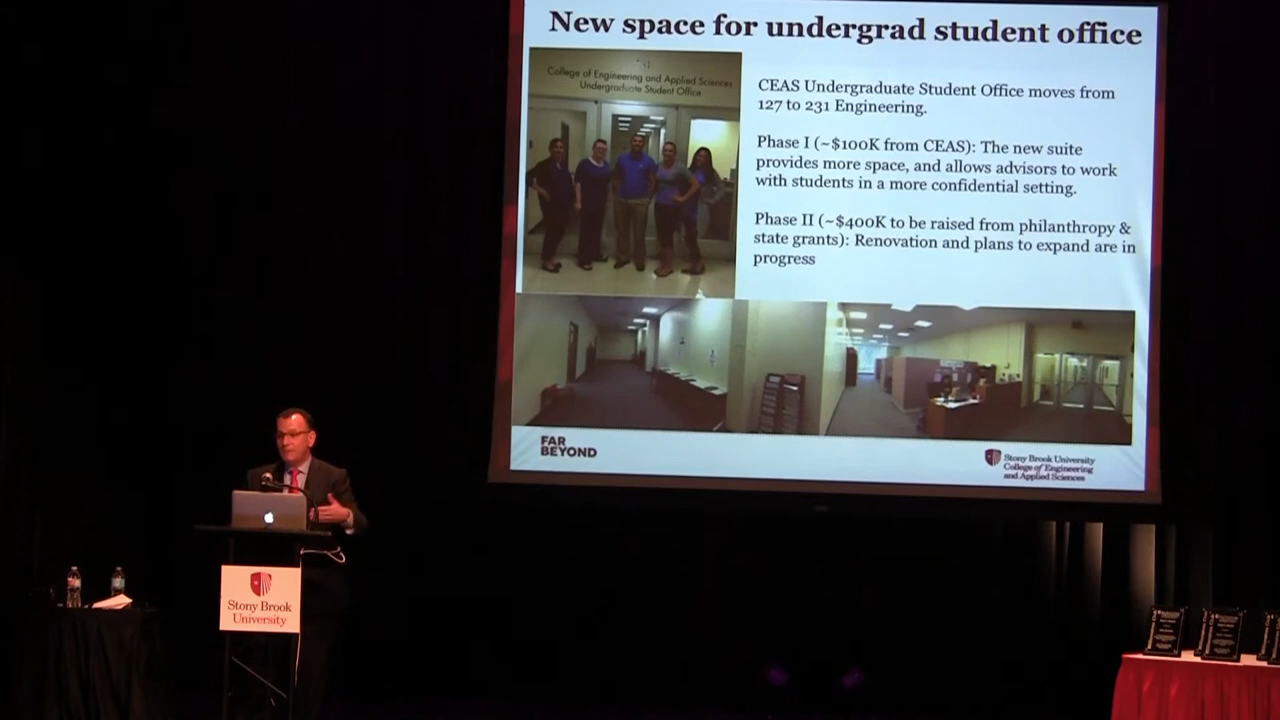 New space for undergrad student office
College of Engineering and Applied Sciences
Undergraduate Student Office
CEAS Undergraduate Student Office moves from
127 to 231 Engineering.
Phase I (~$100K from CEAS): The new suite
provides more space, and allows advisors to work
with students in a more confidential setting.
Phase II (~$400K to be raised from philanthropy &
state grants): Renovation and plans to expand are in
progress
FAR
BEYOND
Stony Brook University
College of Engineering
and Applied Sciences
Stony Brook
University